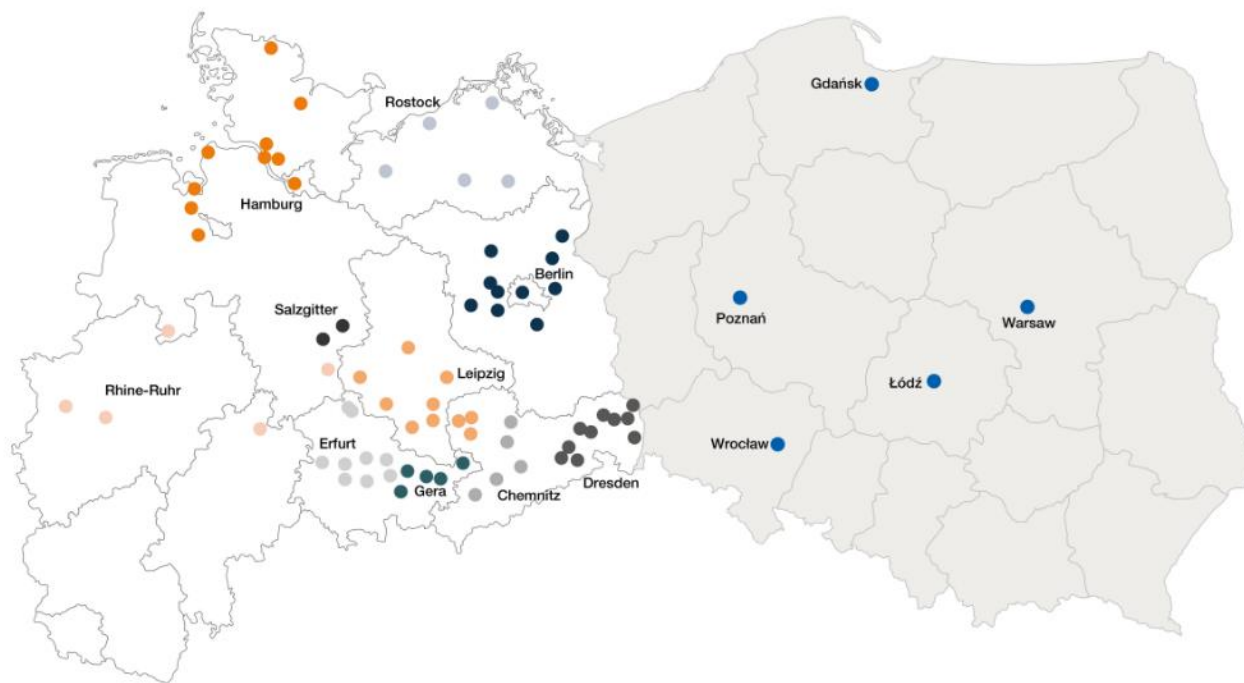 Gdańsk
Rostock
Hamburg
Berlin
Salzgitter
Poznań
Warsaw
Leipzig
Rhine-Ruhr
Łódź
Erfurt
Wrocław
Gera
Chemnitz
Dresden